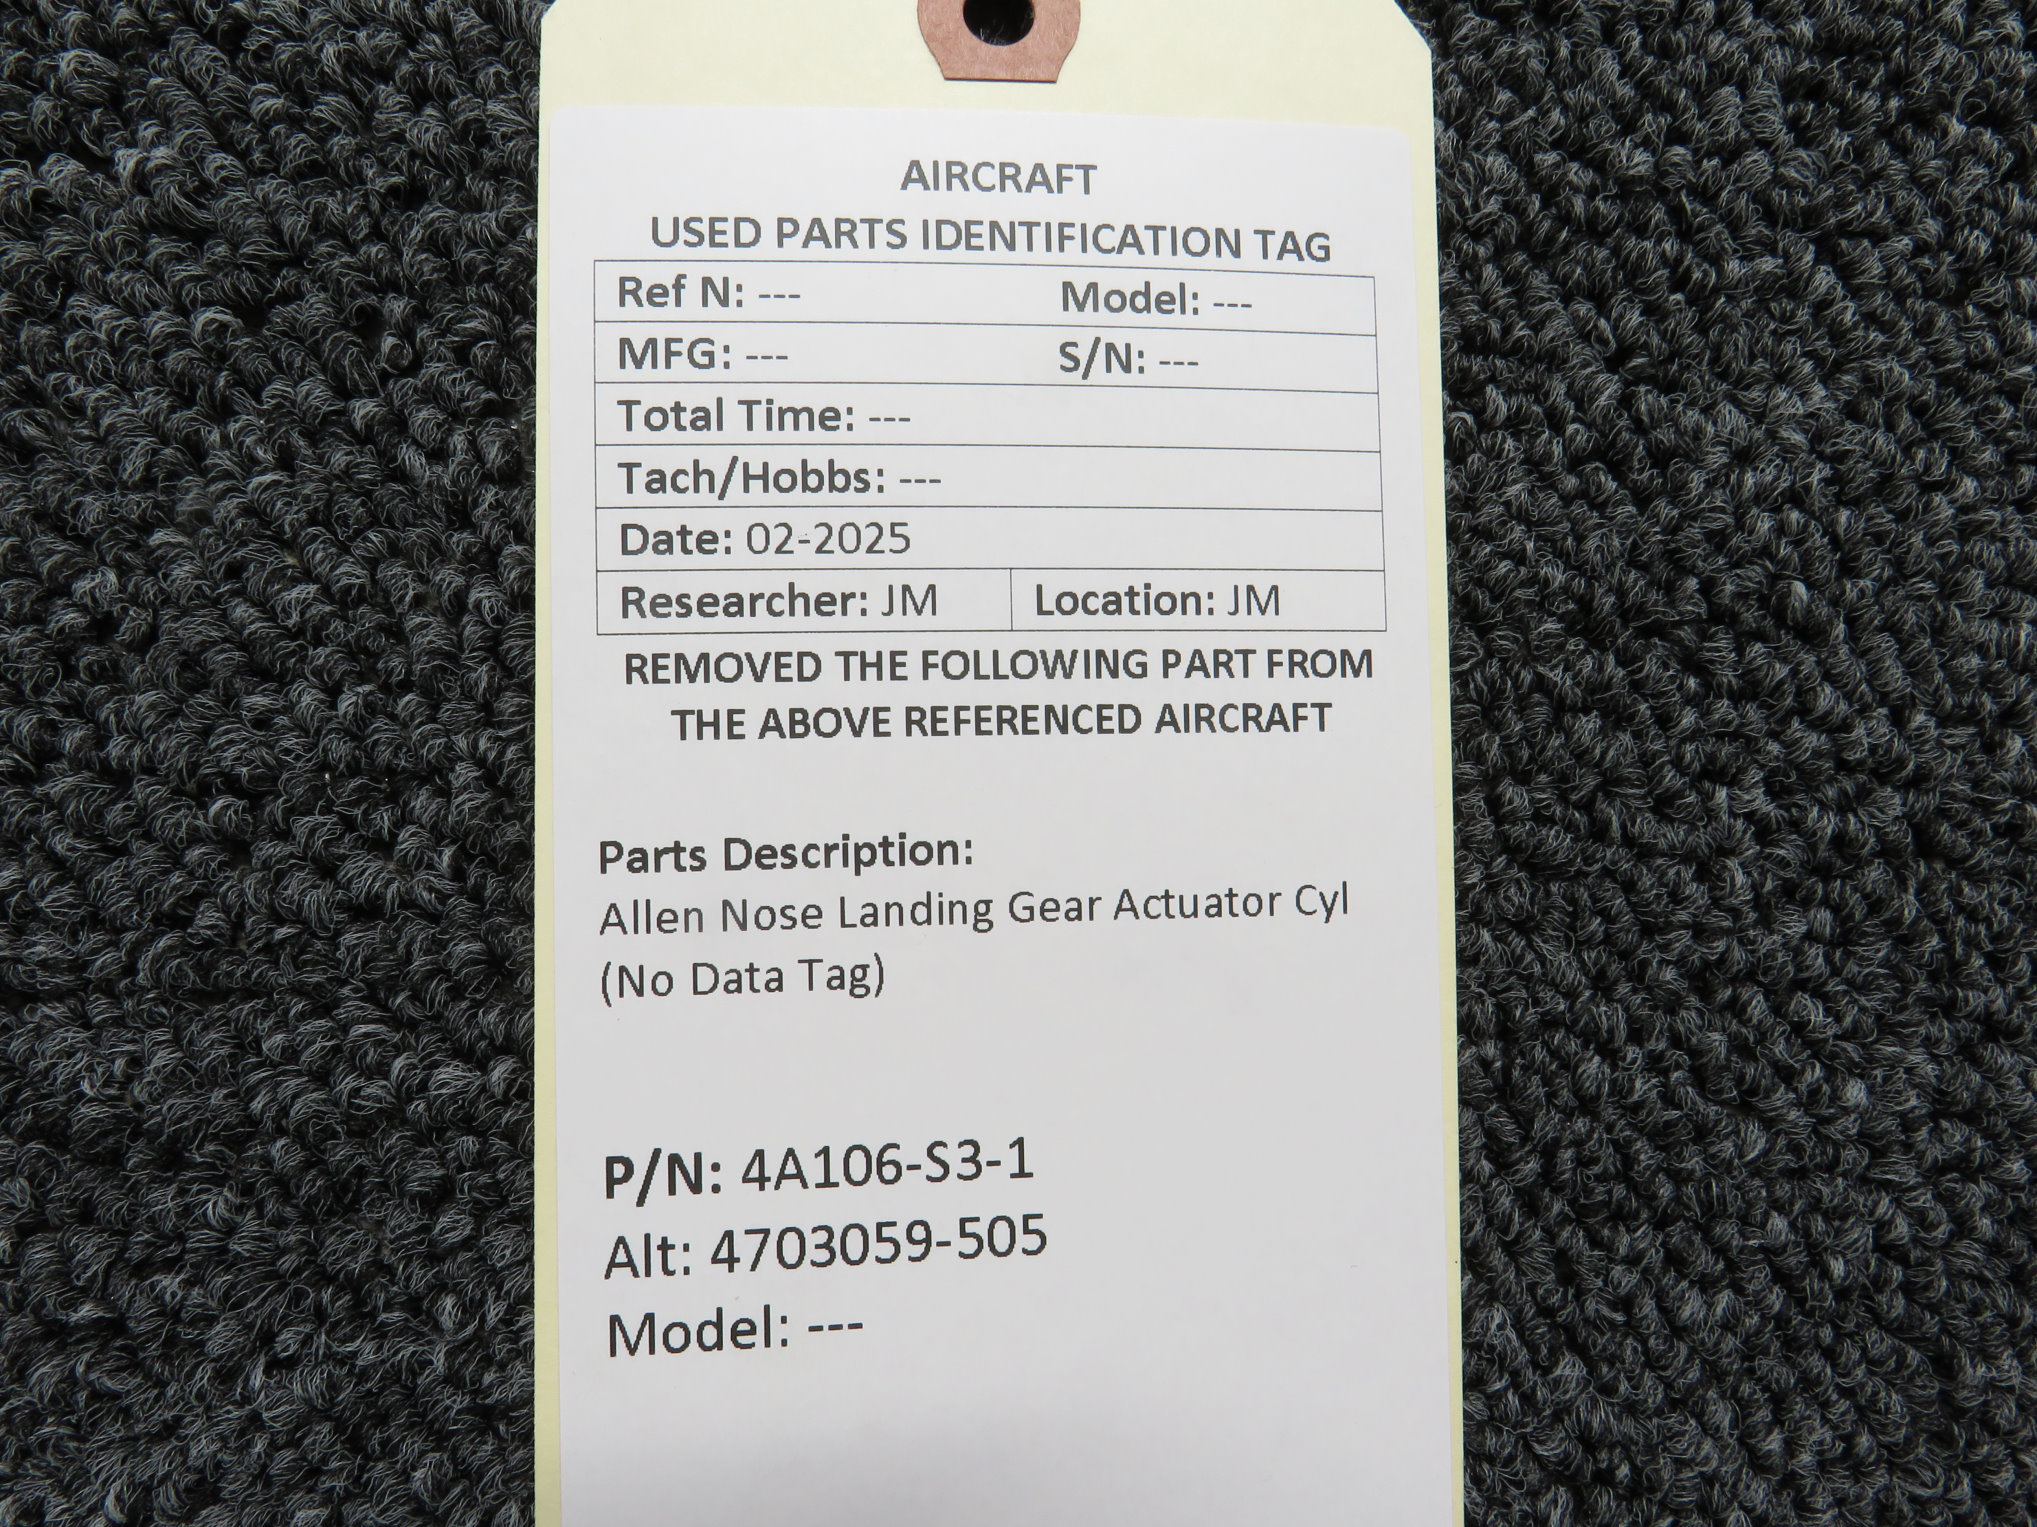 AIRCRAFT
USED PARTS IDENTIFICATION TAG
Ref N: --- Model: ---
MFG: --- S/N: ---
Total Time: ---
Tach/Hobbs: ---
Date: 02-2025
Researcher: JM Location: JM
REMOVED THE FOLLOWING PART FROM
THE ABOVE REFERENCED AIRCRAFT
Parts Description:
Allen Nose Landing Gear Actuator Cyl
(No Data Tag)
P/N: 4A106-S3-1
Alt: 4703059-505
Model: ---